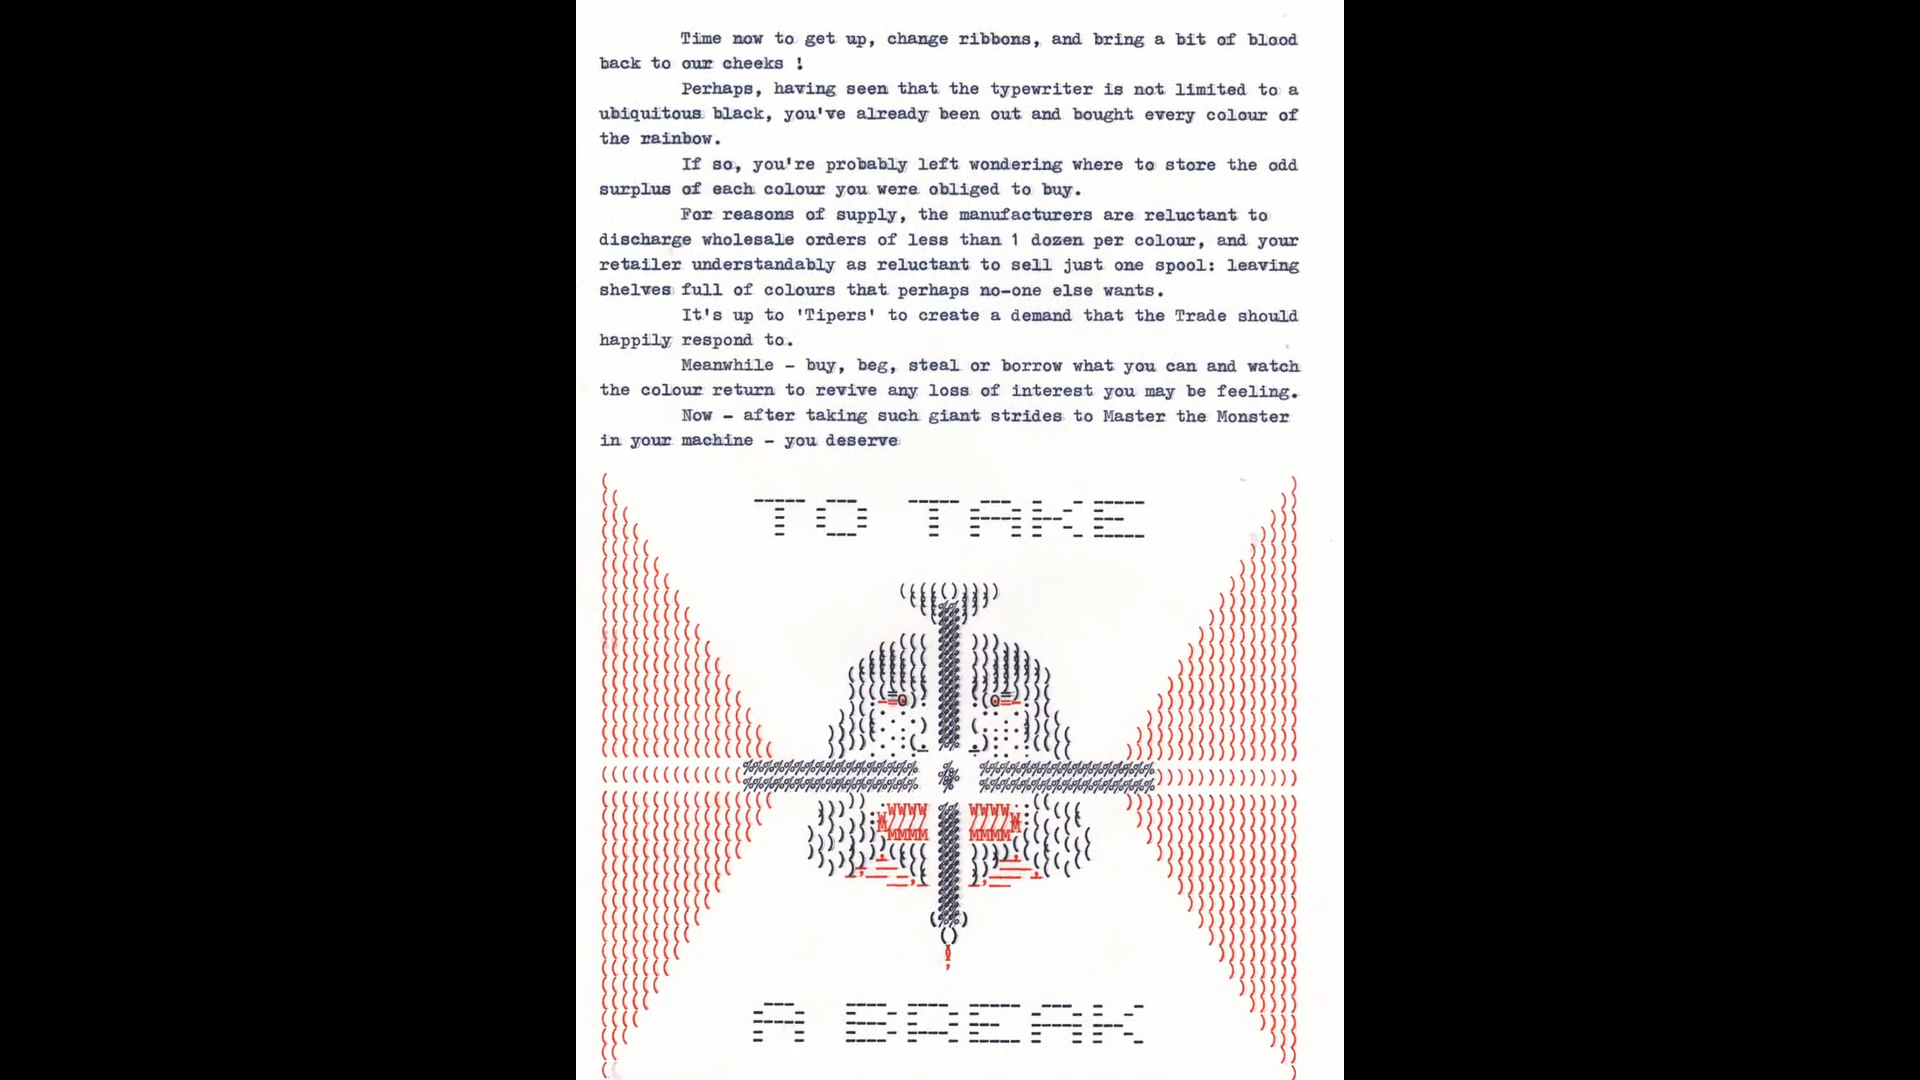 Time now to get up, change ribbons, and bring a bit of blood
back to our cheeks !
Perhaps, having seen that the typewriter is not limited to a
ubiquitous black, you've already been out and bought every colour of
the rainbow.
If so, you're probably left wondering where to store the odd
surplus of each colour you were obliged to buy.
For reasons of supply, the manufacturers are reluctant to
discharge wholesale orders of less than 1 dozen per colour, and your
retailer understandably as reluctant to sell just one spool: leaving
shelves full of colours that perhaps no-one else wants.
It's up to 'Tipers' to create a demand that the Trade should
happily respond to.
Meanwhile - buy, beg, steal or borrow what you can and watch
the colour return to revive any loss of interest you may be feeling.
Now - after taking such giant strides to Master the Monster
in your machine - you deserve
TO TAKE
A BREAK